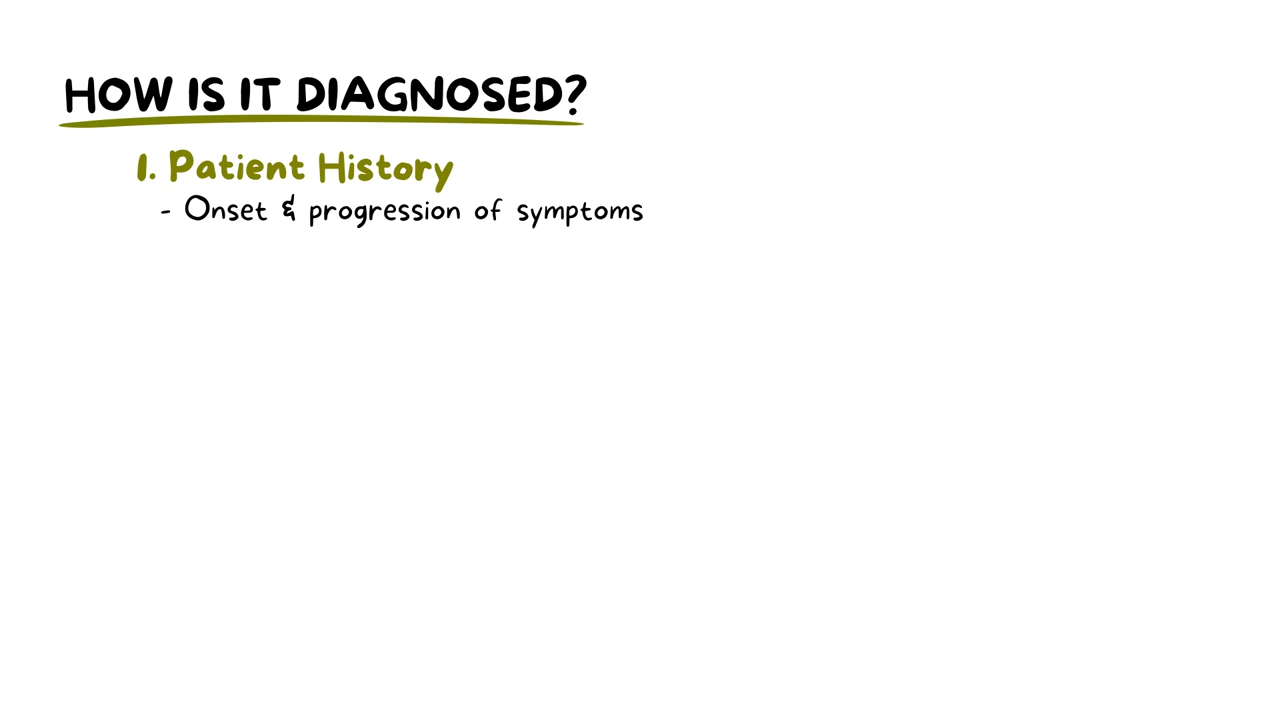 HOW IS IT DIAGNOSED?
1. Patient History
- Onset & progression of symptoms